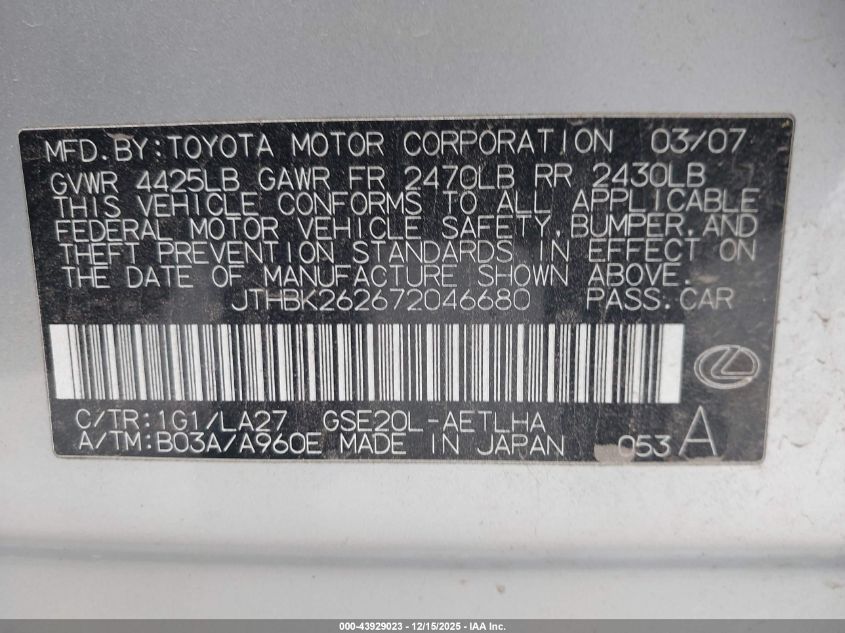 MFD.BY:TOYOTA MOTOR CORPORATION 03/07
GVWR 4425LB GAWR FR 2470LB RR 2430LB
THIS VEHICLE CONFORMS TO ALL APPLICABLE
FEDERAL MOTOR VEHICLE SAFETY,BUMPER,AND
THEFT PREVENTION STANDARDS IN EFFECT ON
THE DATE OF MANUFACTURE SHOWN ABOVE.
JTHBK262672046680 PASS.CAR
C/TR:1G1/LA27 GSE20L-AETLHA
A/TM:B03A/A960E MADE IN JAPAN 053 A
000-43929023 - 12/15/2025 - IAA Inc.